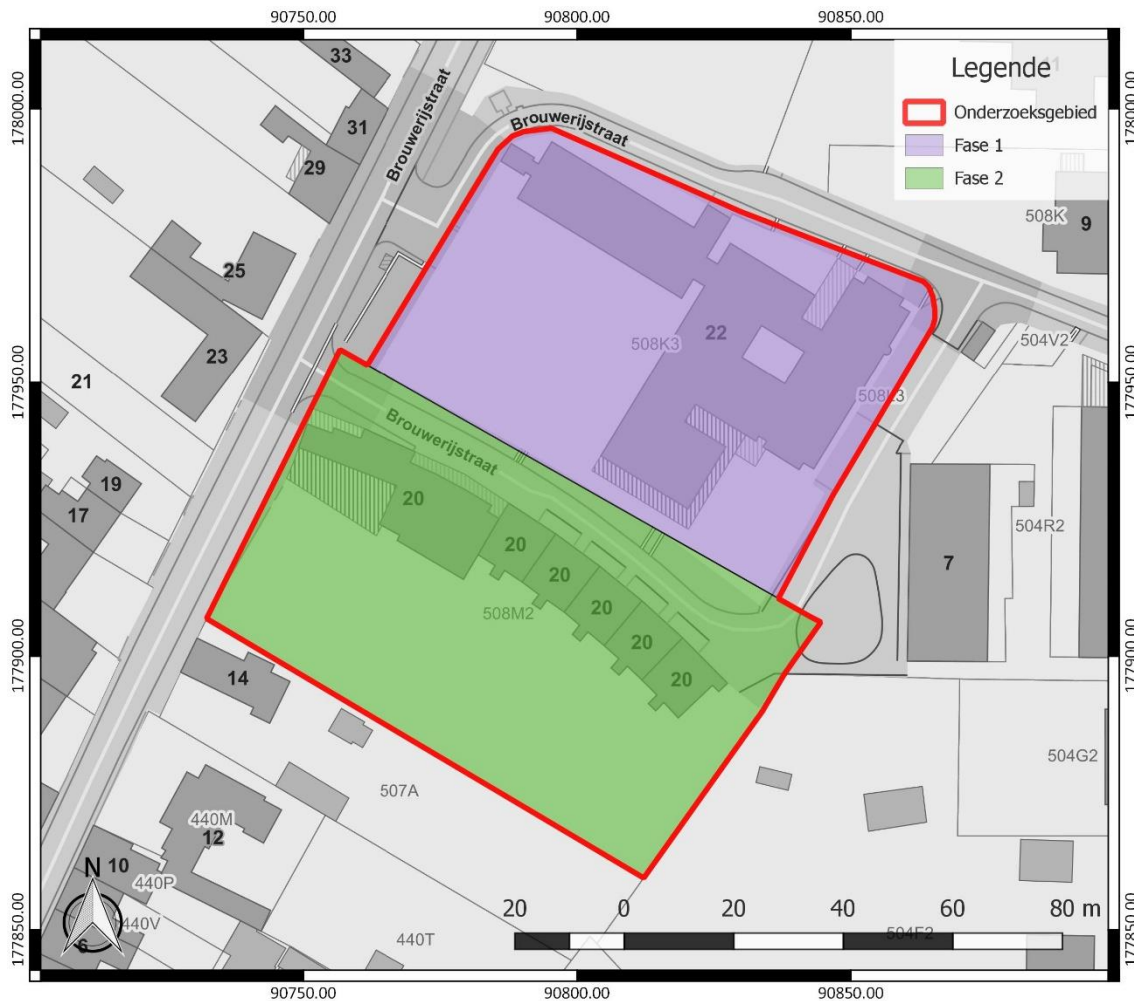 90750.00
90800.00
90850.00
178000.00
177950.00
177900.00
177850.00
Legende
Onderzoeksgebied
Fase 1
Fase 2
33
31
29
25
23
21
19
17
Brouwerijstraat
Brouwerijstraat
Brouwerijstraat
11
508K
9
504V2
22
508K3
508L3
20
20
20
20
20
20
508M2
7
504R2
504G2
14
507A
440M
12
10
440P
440V
6
440T
504F2
N
20 0 20 40 60 80 m
178000.00
177950.00
177900.00
177850.00
90750.00
90800.00
90850.00